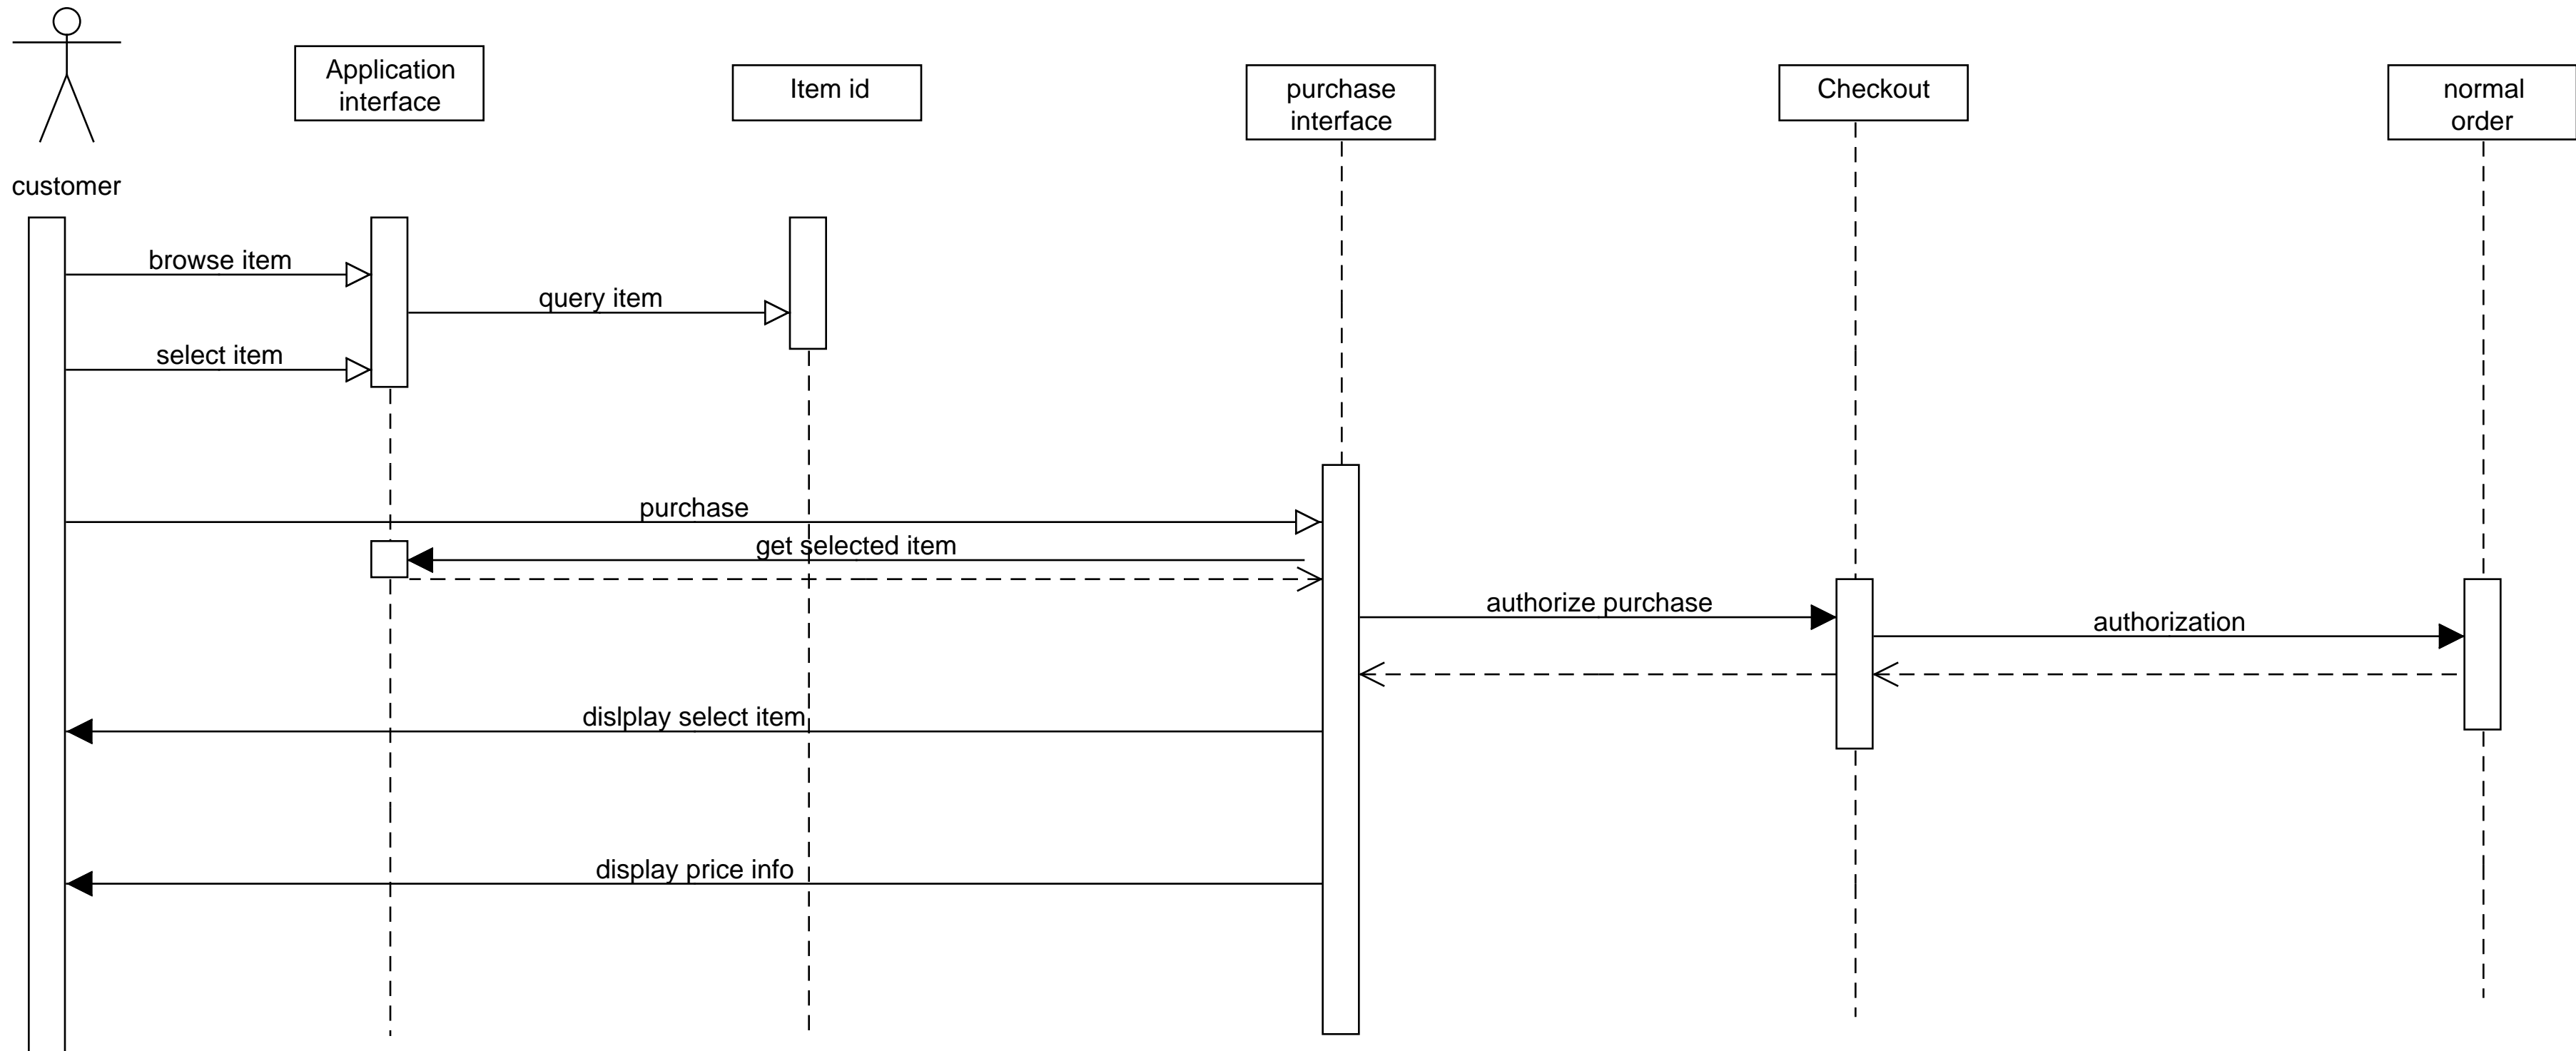 Application
interface
Item id
purchase
interface
Checkout
normal
order
customer
browse item
query item
select item
purchase
get selected item
authorize purchase
authorization
dislplay select item
display price info